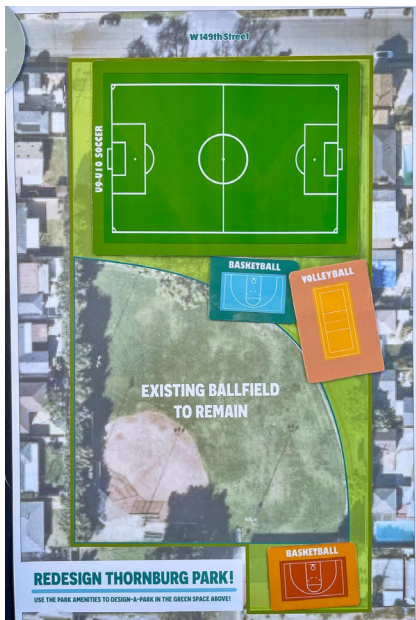 W 149th Street
U9-U10 SOCCER
BASKETBALL
VOLLEYBALL
EXISTING BALLFIELD
TO REMAIN
BASKETBALL
REDESIGN THORNBURG PARK!
USE THE PARK AMENITIES TO DESIGN-A-PARK IN THE GREEN SPACE ABOVE!